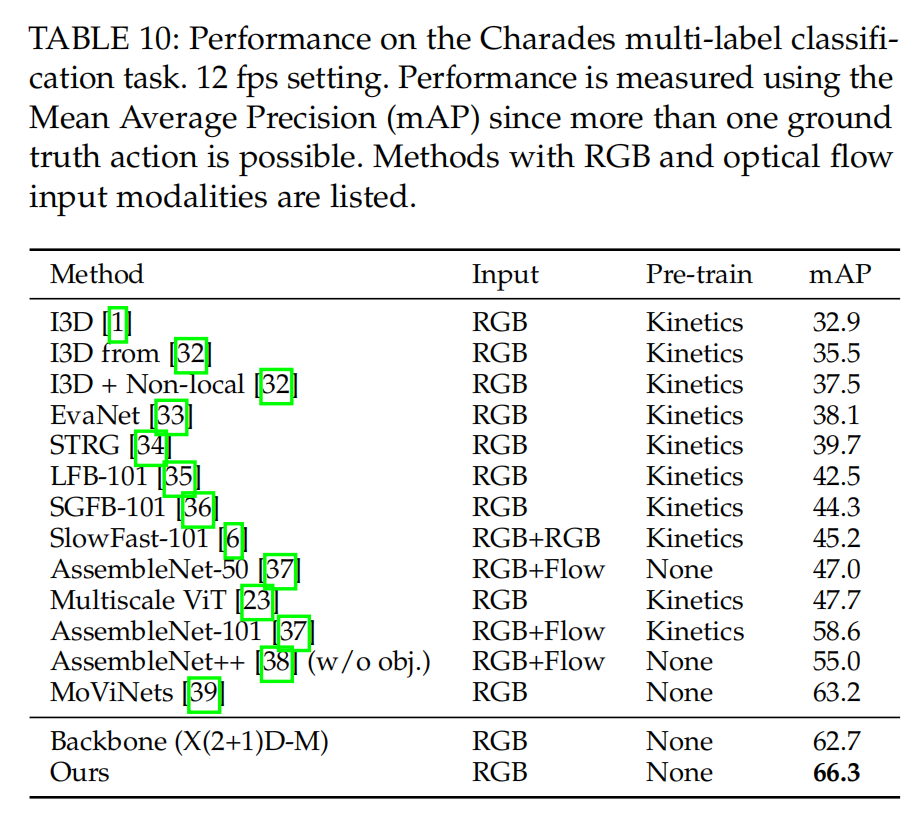 TABLE 10: Performance on the Charades multi-label classifi-
cation task. 12 fps setting. Performance is measured using the
Mean Average Precision (mAP) since more than one ground
truth action is possible. Methods with RGB and optical flow
input modalities are listed.
Method Input Pre-train mAP
I3D [1] RGB Kinetics 32.9
I3D from [32] RGB Kinetics 35.5
I3D + Non-local [32] RGB Kinetics 37.5
EvaNet [33] RGB Kinetics 38.1
STRG [34] RGB Kinetics 39.7
LFB-101 [35] RGB Kinetics 42.5
SGFB-101 [36] RGB Kinetics 44.3
SlowFast-101 [6] RGB+RGB Kinetics 45.2
AssembleNet-50 [37] RGB+Flow None 47.0
Multiscale ViT [23] RGB Kinetics 47.7
AssembleNet-101 [37] RGB+Flow Kinetics 58.6
AssembleNet++ [38] (w/o obj.) RGB+Flow None 55.0
MoViNets [39] RGB None 63.2
Backbone (X(2+1)D-M) RGB None 62.7
Ours RGB None 66.3